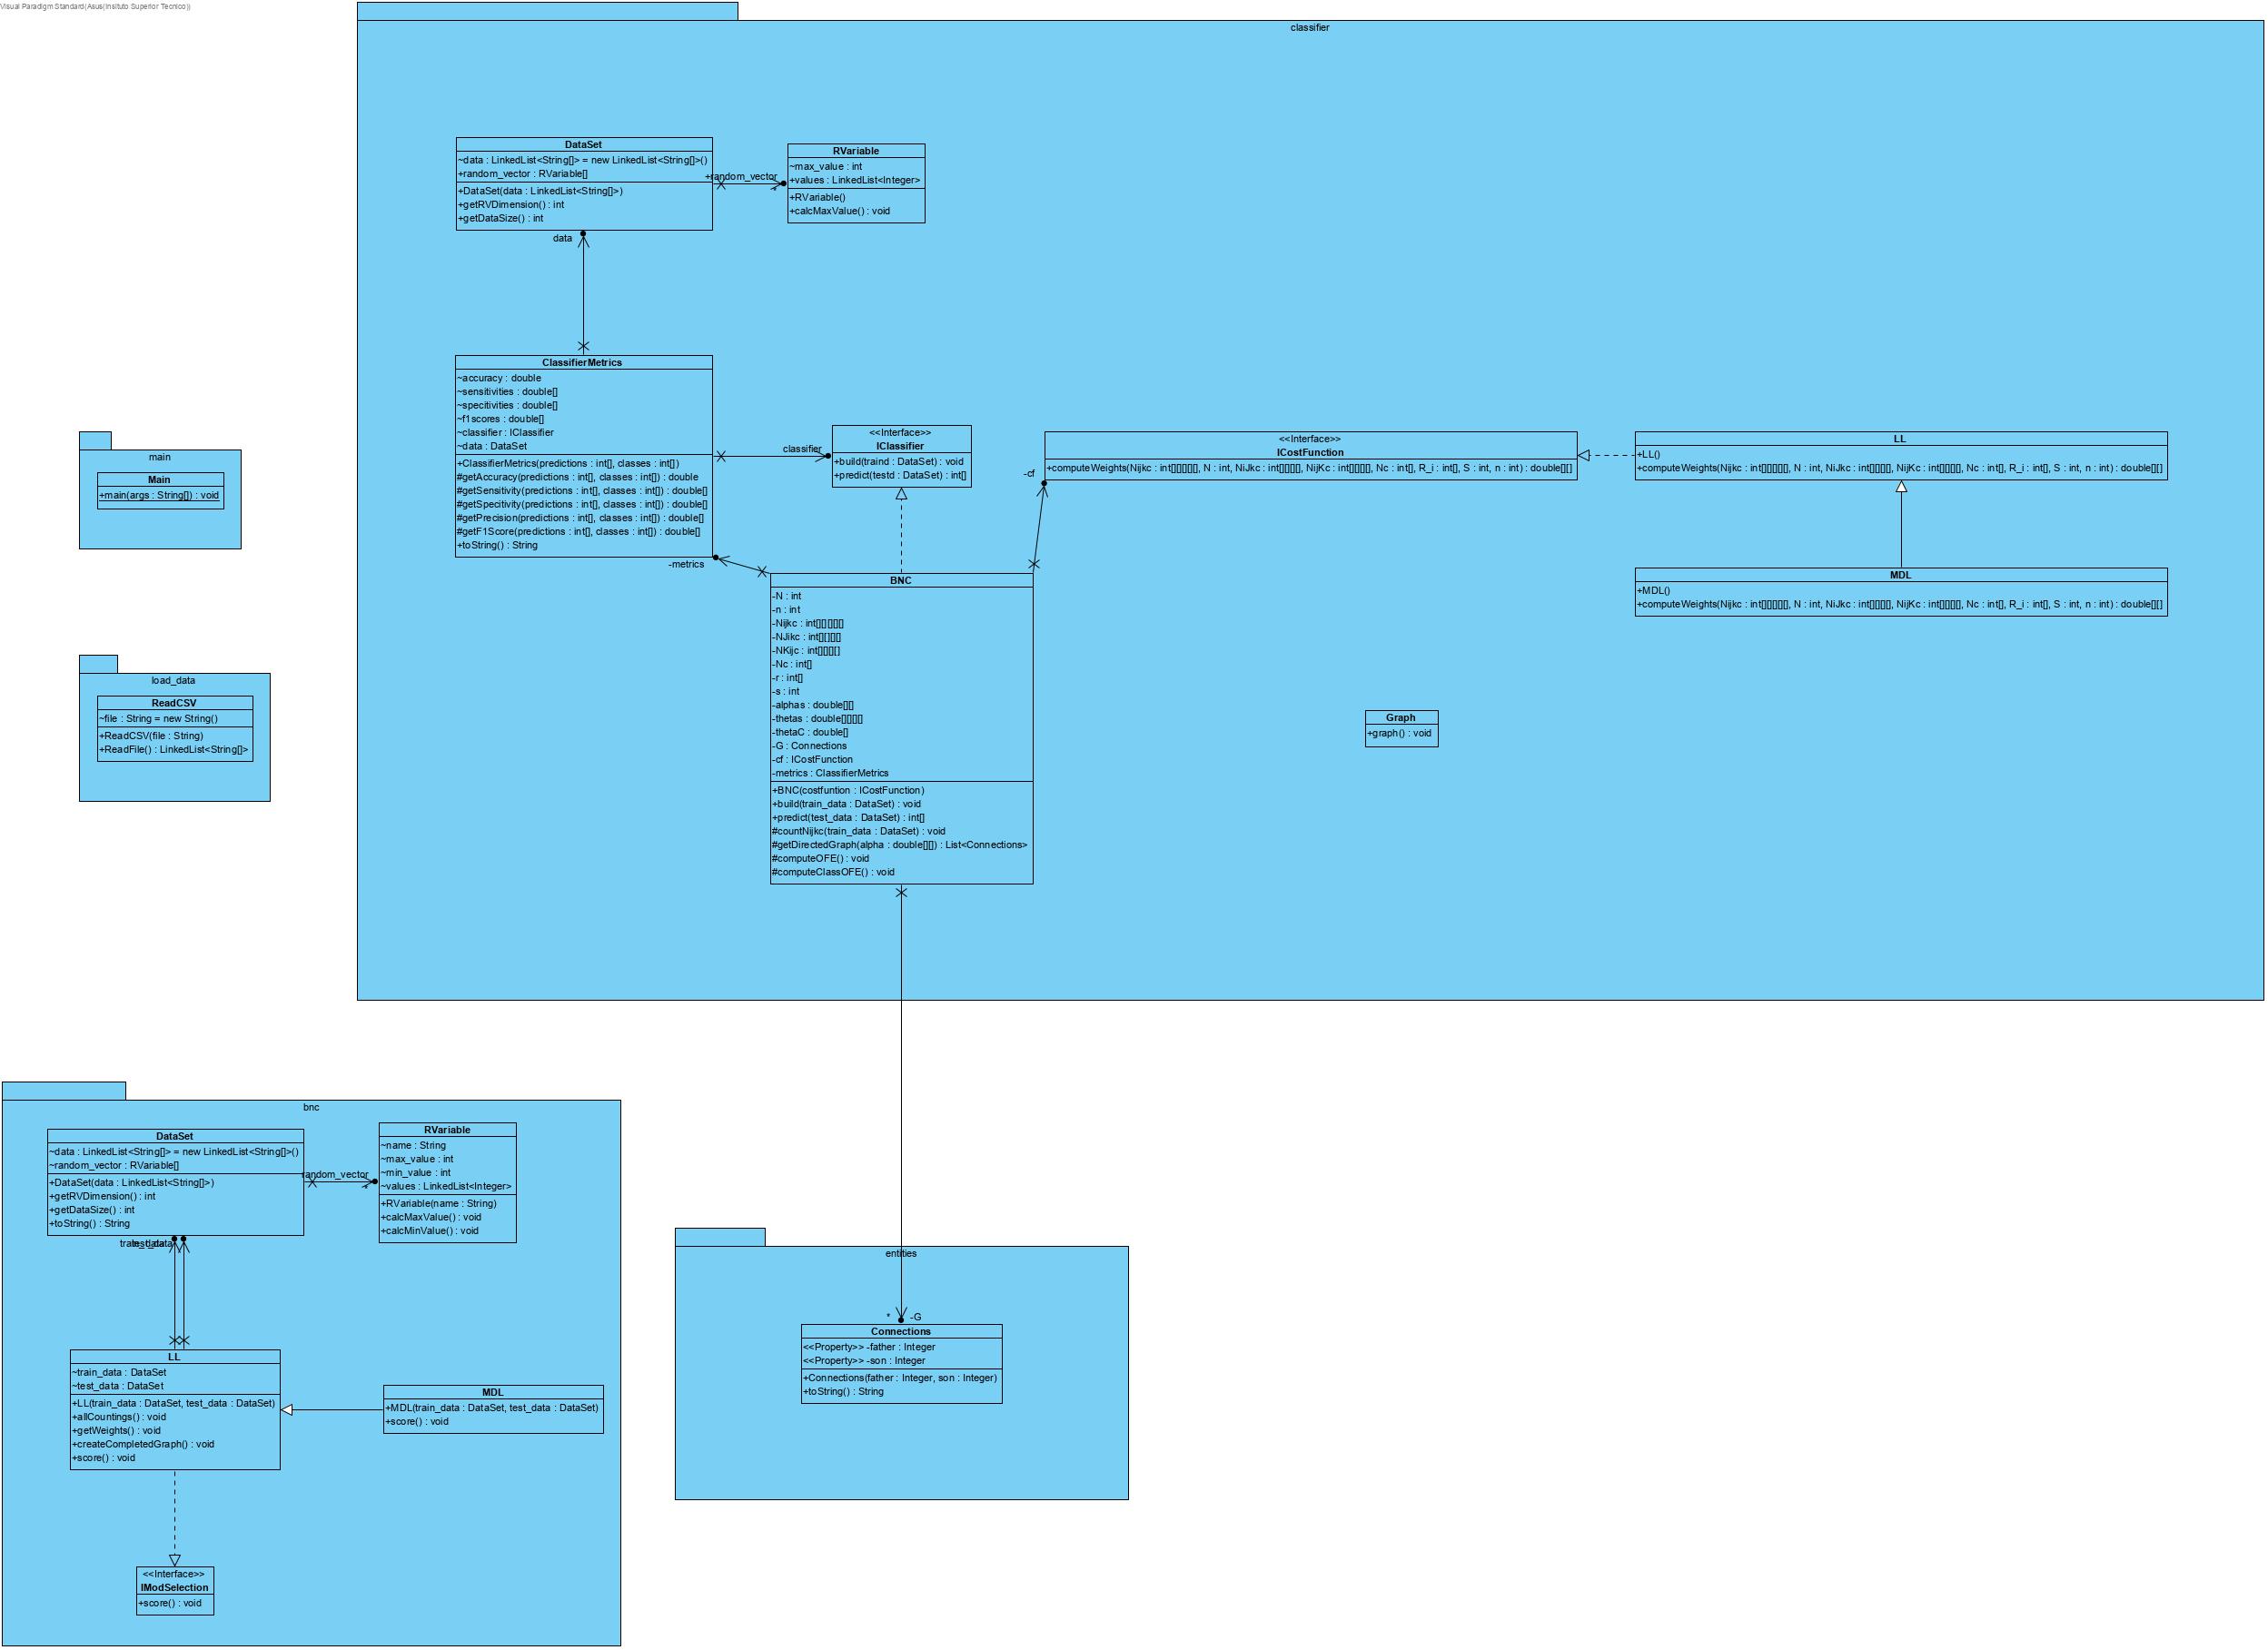 Visual Paradigm Standard(Asus(Insituto Superior Tecnico))
classifier
DataSet
~data : LinkedList<String[]> = new LinkedList<String[]>()
+random_vector : RVariable[]
+DataSet(data : LinkedList<String[]>)
+getRVDimension() : int
+getDataSize() : int
+random_vector
*
RVariable
~max_value : int
+values : LinkedList<Integer>
+RVariable()
+calcMaxValue() : void
data
ClassifierMetrics
~accuracy : double
~sensitivities : double[]
~specitivities : double[]
~f1scores : double[]
~classifier : IClassifier
~data : DataSet
+ClassifierMetrics(predictions : int[], classes : int[])
#getAccuracy(predictions : int[], classes : int[]) : double
#getSensitivity(predictions : int[], classes : int[]) : double[]
#getSpecitivity(predictions : int[], classes : int[]) : double[]
#getPrecision(predictions : int[], classes : int[]) : double[]
#getF1Score(predictions : int[], classes : int[]) : double[]
+toString() : String
classifier
<<Interface>>
IClassifier
+build(traind : DataSet) : void
+predict(testd : DataSet) : int[]
-cf
<<Interface>>
ICostFunction
+computeWeights(Nijkc : int[][][][][], N : int, NiJkc : int[][][][], NijKc : int[][][][], Nc : int[], R_i : int[], S : int, n : int) : double[][]
LL
+LL()
+computeWeights(Nijkc : int[][][][][], N : int, NiJkc : int[][][][], NijKc : int[][][][], Nc : int[], R_i : int[], S : int, n : int) : double[][]
MDL
+MDL()
+computeWeights(Nijkc : int[][][][][], N : int, NiJkc : int[][][][], NijKc : int[][][][], Nc : int[], R_i : int[], S : int, n : int) : double[][]
-metrics
BNC
-N : int
-n : int
-Nijkc : int[][][][][]
-NJikc : int[][][][]
-NKijc : int[][][][]
-Nc : int[]
-r : int[]
-s : int
-alphas : double[][]
-thetas : double[][][][]
-thetaC : double[]
-G : Connections
-cf : ICostFunction
-metrics : ClassifierMetrics
+BNC(costfuntion : ICostFunction)
+build(train_data : DataSet) : void
+predict(test_data : DataSet) : int[]
#countNijkc(train_data : DataSet) : void
#getDirectedGraph(alpha : double[][]) : List<Connections>
#computeOFE() : void
#computeClassOFE() : void
Graph
+graph() : void
main
Main
+main(args : String[]) : void
load_data
ReadCSV
~file : String = new String()
+ReadCSV(file : String)
+ReadFile() : LinkedList<String[]>
bnc
DataSet
~data : LinkedList<String[]> = new LinkedList<String[]>()
~random_vector : RVariable[]
+DataSet(data : LinkedList<String[]>)
+getRVDimension() : int
+getDataSize() : int
+toString() : String
random_vector
*
RVariable
~name : String
~max_value : int
~min_value : int
~values : LinkedList<Integer>
+RVariable(name : String)
+calcMaxValue() : void
+calcMinValue() : void
train_data
test_data
LL
~train_data : DataSet
~test_data : DataSet
+LL(train_data : DataSet, test_data : DataSet)
+allCountings() : void
+getWeights() : void
+createCompletedGraph() : void
+score() : void
MDL
+MDL(train_data : DataSet, test_data : DataSet)
+score() : void
<<Interface>>
IModSelection
+score() : void
entities
* -G
Connections
<<Property>> -father : Integer
<<Property>> -son : Integer
+Connections(father : Integer, son : Integer)
+toString() : String